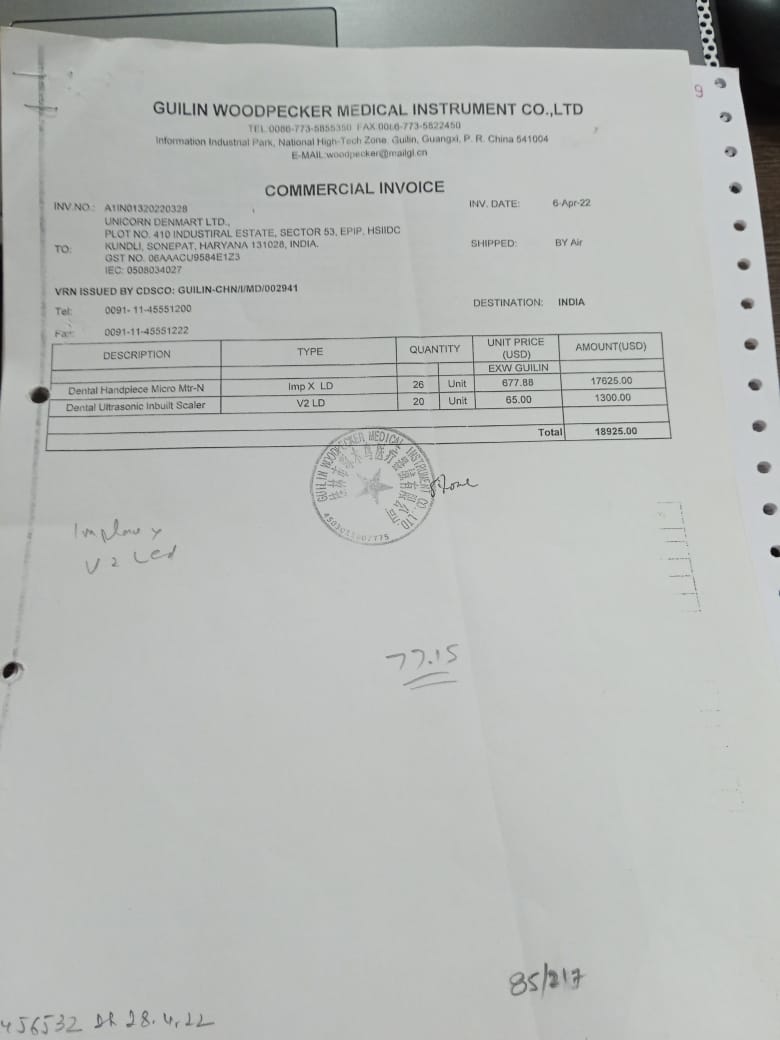 9
GUILIN WOODPECKER MEDICAL INSTRUMENT CO.,LTD
TEL:0086-773-5855350 FAX:0086-773-5822450
Information Industrial Park, National High-Tech Zone, Guilin, Guangxi, P. R. China 541004
E-MAIL:woodpecker@mailgl.cn
COMMERCIAL INVOICE
INV.NO.: A1IN01320220328 INV. DATE: 6-Apr-22
UNICORN DENMART LTD.,
PLOT NO. 410 INDUSTIRAL ESTATE, SECTOR 53, EPIP, HSIIDC
TO: KUNDLI, SONEPAT, HARYANA 131028, INDIA. SHIPPED: BY Air
GST NO. 06AAACU9584E1Z3
IEC: 0508034027
VRN ISSUED BY CDSCO: GUILIN-CHN/I/MD/002941
Tel: 0091- 11-45551200 DESTINATION: INDIA
Fax: 0091-11-45551222
DESCRIPTION TYPE QUANTITY UNIT PRICE (USD) AMOUNT(USD)
EXW GUILIN
Dental Handpiece Micro Mtr-N Imp X LD 26 Unit 677.88 17625.00
Dental Ultrasonic Inbuilt Scaler V2 LD 20 Unit 65.00 1300.00
Total 18925.00
GUILIN WOODPECKER MEDICAL INSTRUMENT CO., LTD
Implant x
V2 Led
77.15
85/217
456532 Dt 28.4.22